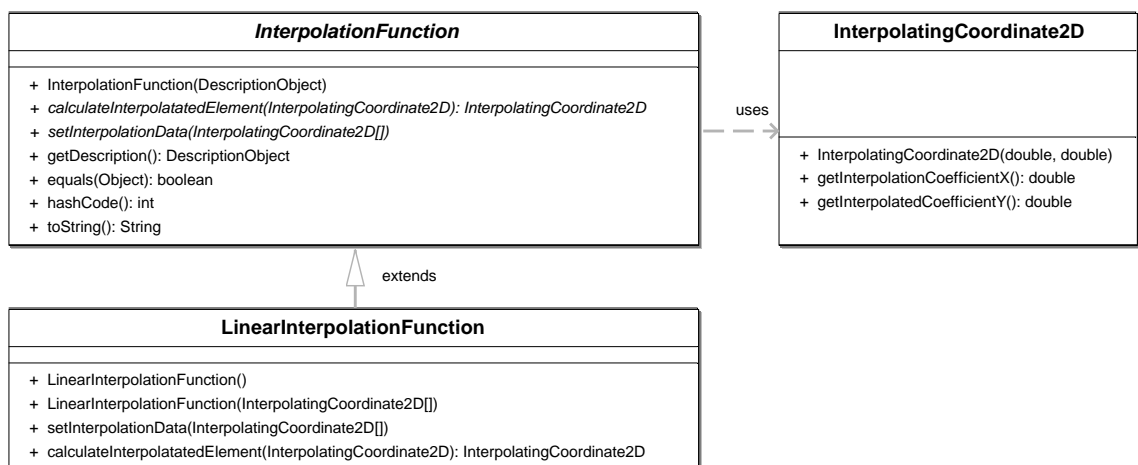 InterpolationFunction
+ InterpolationFunction(DescriptionObject)
+ calculateInterpolatatedElement(InterpolatingCoordinate2D): InterpolatingCoordinate2D
+ setInterpolationData(InterpolatingCoordinate2D[])
+ getDescription(): DescriptionObject
+ equals(Object): boolean
+ hashCode(): int
+ toString(): String
uses
InterpolatingCoordinate2D
+ InterpolatingCoordinate2D(double, double)
+ getInterpolationCoefficientX(): double
+ getInterpolatedCoefficientY(): double
extends
LinearInterpolationFunction
+ LinearInterpolationFunction()
+ LinearInterpolationFunction(InterpolatingCoordinate2D[])
+ setInterpolationData(InterpolatingCoordinate2D[])
+ calculateInterpolatatedElement(InterpolatingCoordinate2D): InterpolatingCoordinate2D